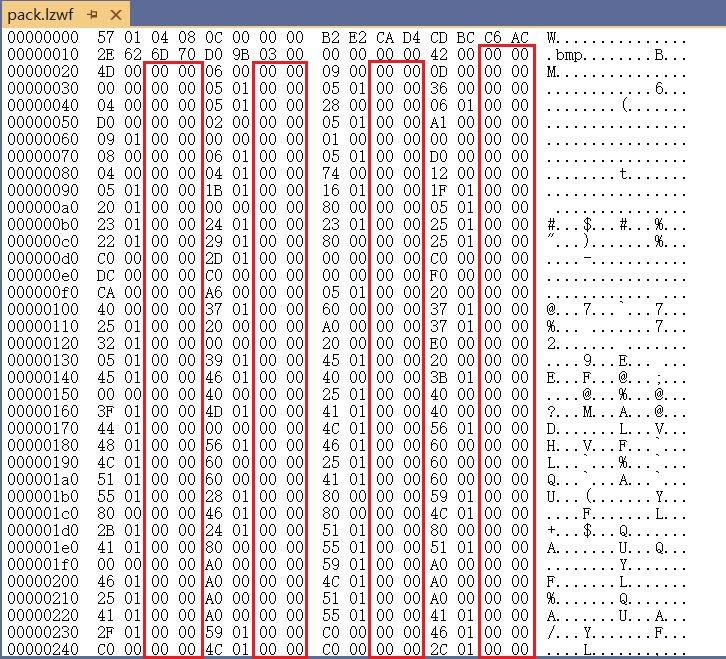 pack.lzwf
00000000 57 01 04 08 0C 00 00 00 B2 E2 CA D4 CD BC C6 AC W...............
00000010 2E 62 6D 70 D0 9B 03 00 00 00 00 00 42 00 00 00 .bmp........B...
00000020 4D 00 00 00 06 00 00 00 09 00 00 00 0D 00 00 00 M...............
00000030 00 00 00 00 05 01 00 00 05 01 00 00 36 00 00 00 ............6...
00000040 04 00 00 00 05 01 00 00 28 00 00 00 06 01 00 00 ........(.......
00000050 D0 00 00 00 02 00 00 00 05 01 00 00 A1 00 00 00 ................
00000060 09 01 00 00 00 00 00 00 01 00 00 00 00 00 00 00 ................
00000070 08 00 00 00 06 01 00 00 05 01 00 00 D0 00 00 00 ................
00000080 04 00 00 00 04 01 00 00 74 00 00 00 12 00 00 00 ........t.......
00000090 05 01 00 00 1B 01 00 00 16 01 00 00 1F 01 00 00 ................
000000a0 20 01 00 00 00 00 00 00 80 00 00 00 05 01 00 00  ...............
000000b0 23 01 00 00 24 01 00 00 23 01 00 00 25 01 00 00 #...$...#...%...
000000c0 22 01 00 00 29 01 00 00 80 00 00 00 25 01 00 00 "...).......%...
000000d0 C0 00 00 00 2D 01 00 00 00 00 00 00 C0 00 00 00 ....-...........
000000e0 DC 00 00 00 C0 00 00 00 00 00 00 00 F0 00 00 00 ................
000000f0 CA 00 00 00 A6 00 00 00 05 01 00 00 20 00 00 00 ............ ...
00000100 40 00 00 00 37 01 00 00 60 00 00 00 37 01 00 00 @...7...`...7...
00000110 25 01 00 00 20 00 00 00 A0 00 00 00 37 01 00 00 %... .......7...
00000120 32 01 00 00 00 00 00 00 20 00 00 00 E0 00 00 00 2....... .......
00000130 05 01 00 00 39 01 00 00 45 01 00 00 20 00 00 00 ....9...E... ...
00000140 45 01 00 00 46 01 00 00 40 00 00 00 3B 01 00 00 E...F...@...;...
00000150 00 00 00 00 40 00 00 00 25 01 00 00 40 00 00 00 ....@...%...@...
00000160 3F 01 00 00 4D 01 00 00 41 01 00 00 40 00 00 00 ?...M...A...@...
00000170 44 01 00 00 00 00 00 00 4C 01 00 00 56 01 00 00 D.......L...V...
00000180 48 01 00 00 56 01 00 00 46 01 00 00 60 00 00 00 H...V...F...`...
00000190 4C 01 00 00 60 00 00 00 25 01 00 00 60 00 00 00 L...`...%...`...
000001a0 51 01 00 00 60 00 00 00 41 01 00 00 60 00 00 00 Q...`...A...`...
000001b0 55 01 00 00 28 01 00 00 80 00 00 00 59 01 00 00 U...(.......Y...
000001c0 80 00 00 00 46 01 00 00 80 00 00 00 4C 01 00 00 ....F.......L...
000001d0 2B 01 00 00 24 01 00 00 51 01 00 00 80 00 00 00 +...$...Q.......
000001e0 41 01 00 00 80 00 00 00 55 01 00 00 51 01 00 00 A.......U...Q...
000001f0 00 00 00 00 A0 00 00 00 59 01 00 00 A0 00 00 00 ........Y.......
00000200 46 01 00 00 A0 00 00 00 4C 01 00 00 A0 00 00 00 F.......L.......
00000210 25 01 00 00 A0 00 00 00 51 01 00 00 A0 00 00 00 %.......Q.......
00000220 41 01 00 00 A0 00 00 00 55 01 00 00 41 01 00 00 A.......U...A...
00000230 2F 01 00 00 59 01 00 00 C0 00 00 00 46 01 00 00 /...Y.......F...
00000240 C0 00 00 00 4C 01 00 00 C0 00 00 00 2C 01 00 00 ....L.......,...